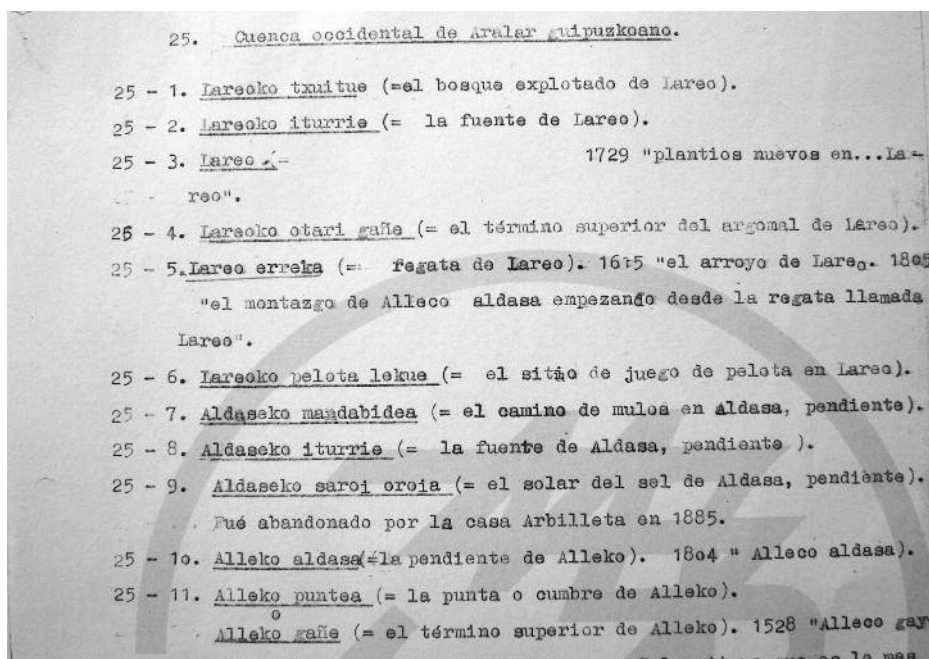 25. Cuenca occidental de Aralar guipuzkoano.
25 - 1. Lareoko txuitue (=el bosque explotado de Lareo).
25 - 2. Lareoko iturrie (= la fuente de Lareo).
25 - 3. Lareo - 1729 "plantios nuevos en...La-
reo".
25 - 4. Lareoko otari gañe (= el término superior del argomal de Lareo).
25 - 5. Lareo erreka (= regata de Lareo). 1615 "el arroyo de Lareo. 1805
"el montazgo de Alleco aldasa empezando desde la regata llamada
Lareo".
25 - 6. Lareoko pelota lekue (= el sitio de juego de pelota en Lareo).
25 - 7. Aldaseko mandabidea (= el camino de mulos en Aldasa, pendiente).
25 - 8. Aldaseko iturrie (= la fuente de Aldasa, pendiente ).
25 - 9. Aldaseko saroi oroia (= el solar del sel de Aldasa, pendiente).
Fué abandonado por la casa Arbilleta en 1885.
25 - 1o. Alleko aldasa(=la pendiente de Alleko). 18o4 " Alleco aldasa).
25 - 11. Alleko puntea (= la punta o cumbre de Alleko).
o
Alleko gañe (= el término superior de Alleko). 1528 "Alleco gay
que es lo mas